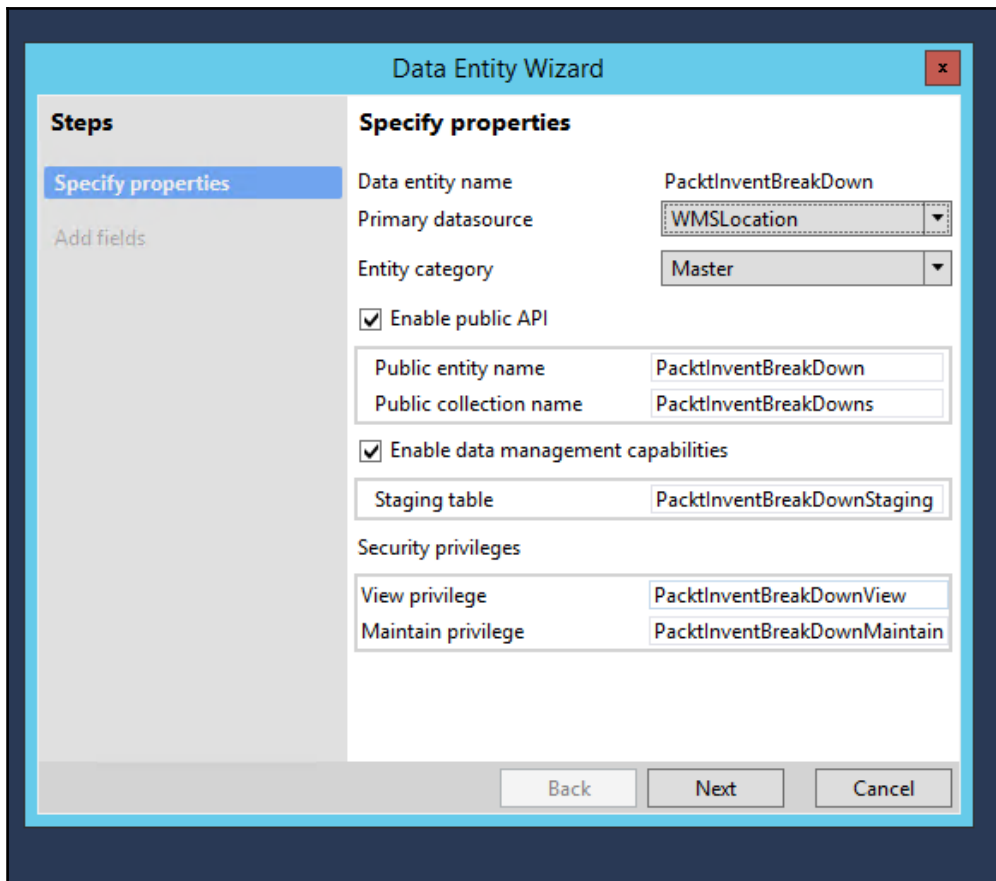 Data Entity Wizard
x
Steps
Specify properties
Add fields
Specify properties
Data entity name PacktInventBreakDown
Primary datasource WMSLocation
Entity category Master
Enable public API
Public entity name PacktInventBreakDown
Public collection name PacktInventBreakDowns
Enable data management capabilities
Staging table PacktInventBreakDownStaging
Security privileges
View privilege PacktInventBreakDownView
Maintain privilege PacktInventBreakDownMaintain
Back Next Cancel